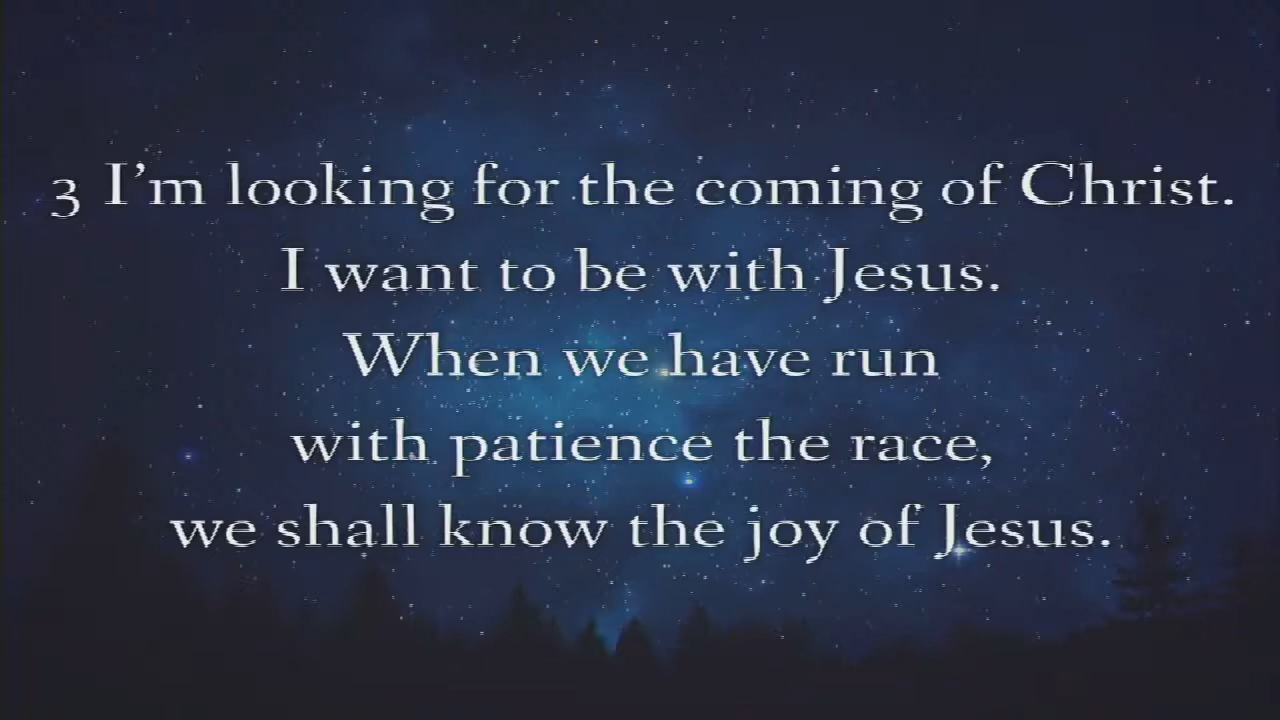 3 I’m looking for the coming of Christ.
I want to be with Jesus.
When we have run
with patience the race,
we shall know the joy of Jesus.